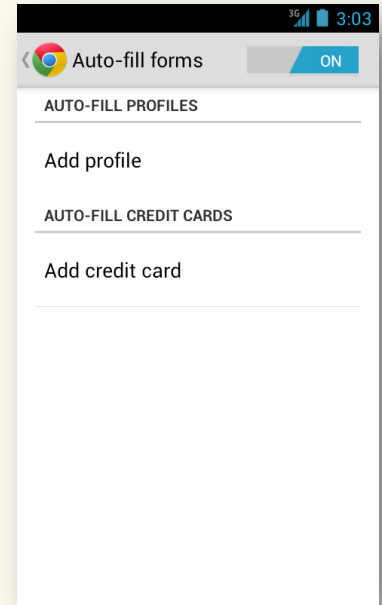 3G 3:03
Auto-fill forms ON
AUTO-FILL PROFILES
Add profile
AUTO-FILL CREDIT CARDS
Add credit card